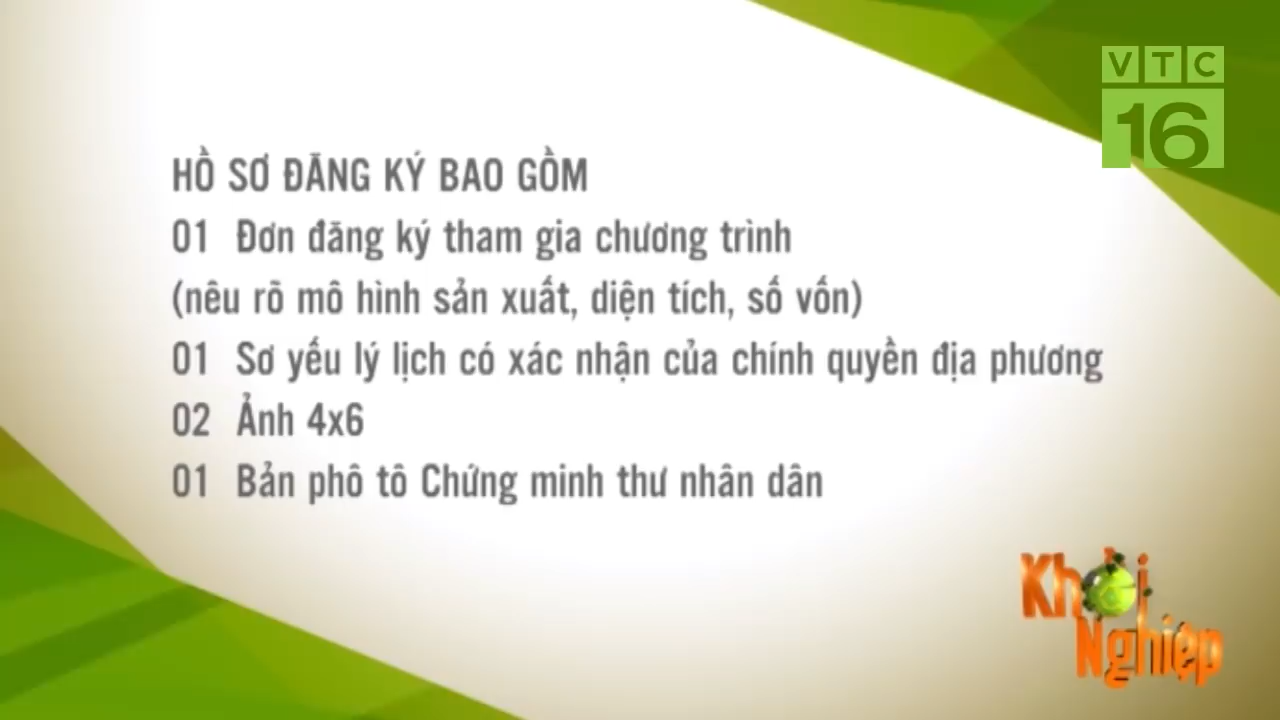 VTC
16
HỒ SƠ ĐĂNG KÝ BAO GỒM
01 Đơn đăng ký tham gia chương trình
(nêu rõ mô hình sản xuất, diện tích, số vốn)
01 Sơ yếu lý lịch có xác nhận của chính quyền địa phương
02 Ảnh 4x6
01 Bản phô tô Chứng minh thư nhân dân
Khởi
Nghiệp